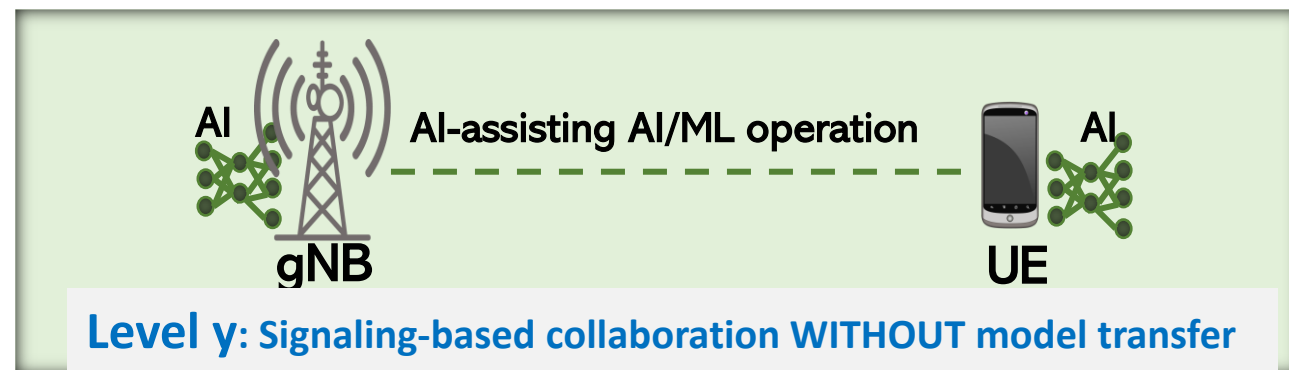 AI
AI-assisting AI/ML operation
AI
gNB
UE
Level y: Signaling-based collaboration WITHOUT model transfer